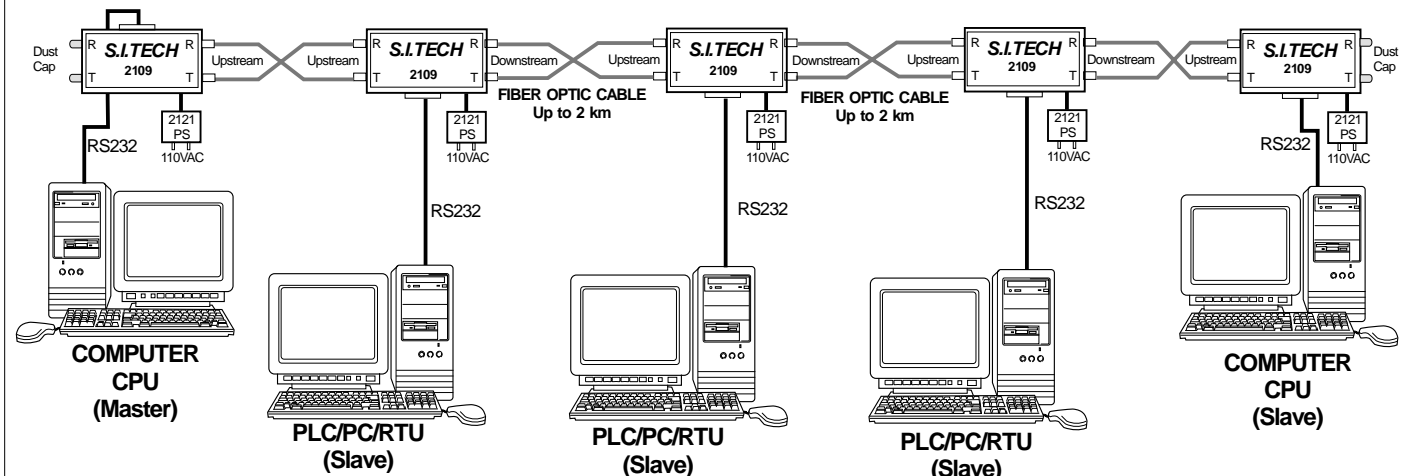 Dust
Cap
R
S.I.TECH
R
2109
T
T
Upstream
Upstream
R
S.I.TECH
R
2109
T
T
Downstream
Upstream
FIBER OPTIC CABLE
Up to 2 km
R
S.I.TECH
R
2109
T
T
Downstream
Upstream
FIBER OPTIC CABLE
Up to 2 km
R
S.I.TECH
R
2109
T
T
Downstream
Upstream
R
S.I.TECH
R
2109
T
T
Dust
Cap
RS232
2121
PS
110VAC
2121
PS
110VAC
2121
PS
110VAC
2121
PS
110VAC
RS232
2121
PS
110VAC
RS232
RS232
RS232
COMPUTER
CPU
(Master)
PLC/PC/RTU
(Slave)
PLC/PC/RTU
(Slave)
PLC/PC/RTU
(Slave)
COMPUTER
CPU
(Slave)